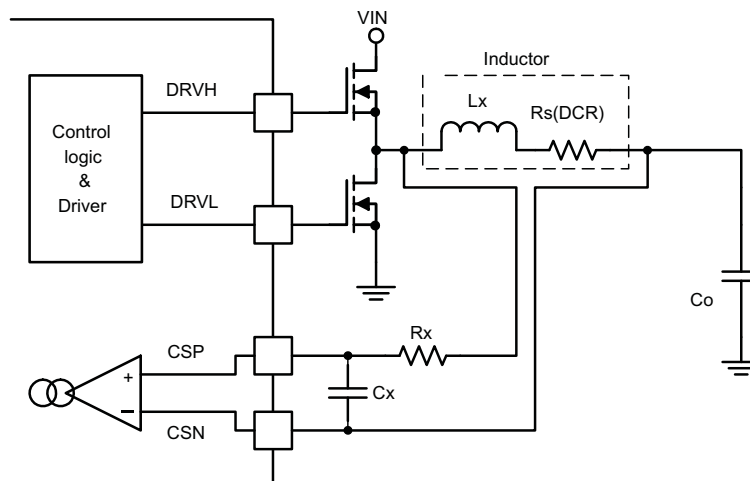 VIN
Inductor
DRVH
Lx
Rs(DCR)
Control
logic
&
Driver
DRVL
Co
Rx
CSP
+
Cx
–
CSN